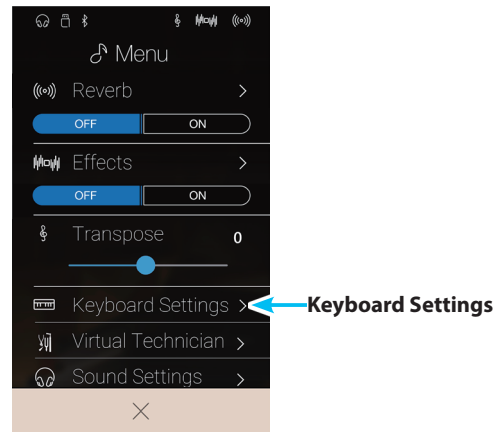 Menu
Reverb
OFF ON
Effects
OFF ON
Transpose 0
Keyboard Settings
Keyboard Settings
Virtual Technician
Sound Settings